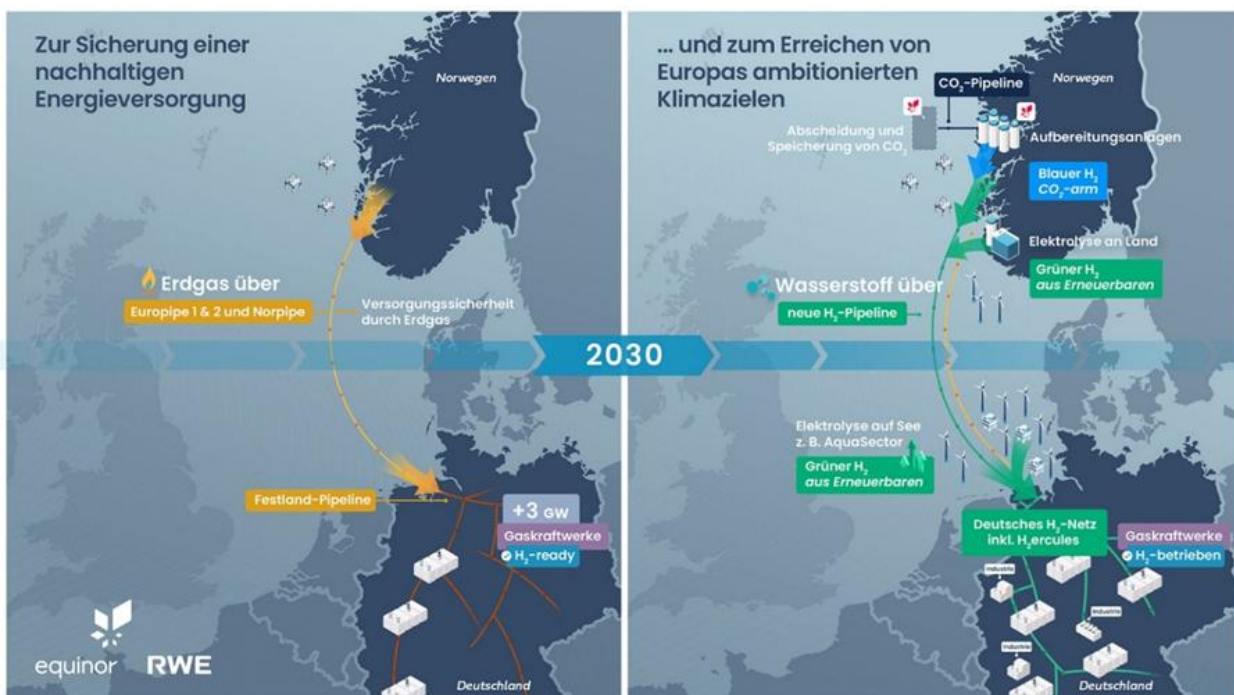 Zur Sicherung einer
nachhaltigen
Energieversorgung
Norwegen
Erdgas über
Europipe 1 & 2 und Norpipe
Versorgungssicherheit
durch Erdgas
Festland-Pipeline
+3 GW
Gaskraftwerke
H₂-ready
Deutschland
equinor
RWE
2030
... und zum Erreichen von
Europas ambitionierten
Klimazielen
Norwegen
CO₂-Pipeline
Abscheidung und
Speicherung von CO₂
Aufbereitungsanlagen
Blauer H₂
CO₂-arm
Elektrolyse an Land
Grüner H₂
aus Erneuerbaren
Wasserstoff über
neue H₂-Pipeline
Elektrolyse auf See
z. B. AquaSector
Grüner H₂
aus Erneuerbaren
Deutsches H₂-Netz
inkl. H₂ercules
Gaskraftwerke
H₂-betrieben
Industrie
Industrie
Industrie
Deutschland